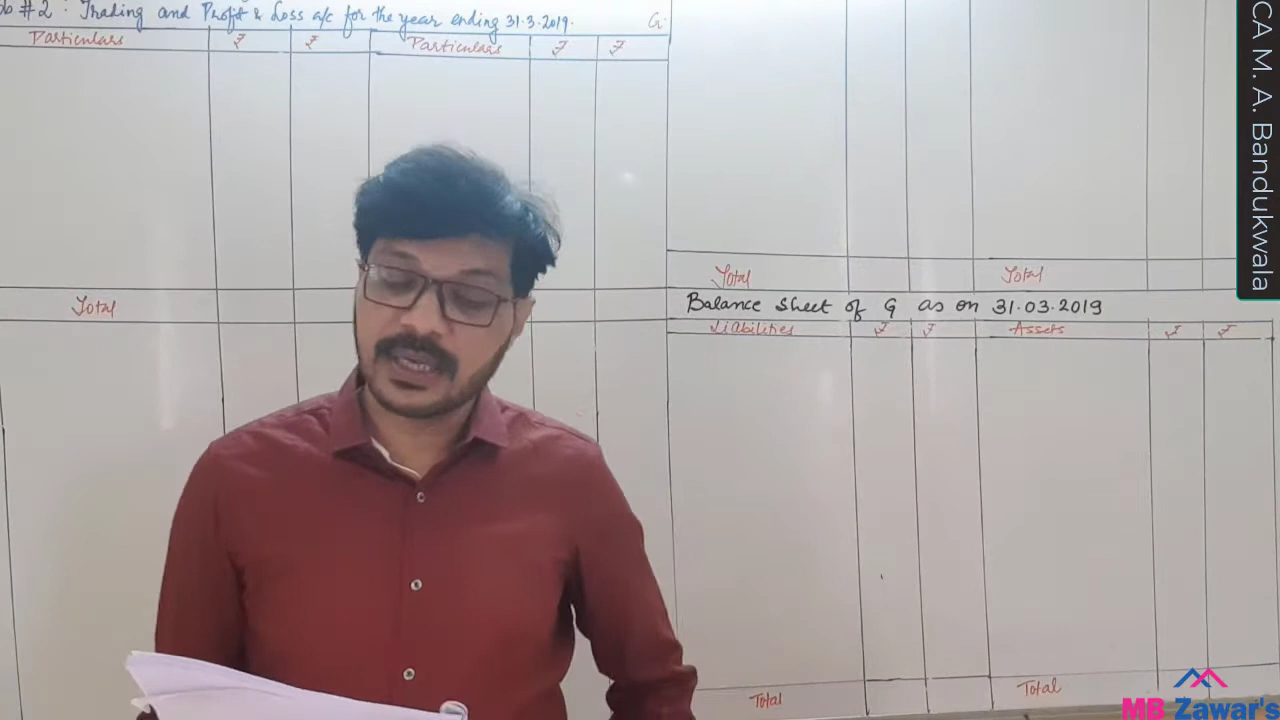 #2: Trading and Profit & Loss a/c for the year ending 31.3.2019. G.
Particulars ₹ ₹ Particulars ₹ ₹
Total
Total Total
Balance Sheet of G as on 31.03.2019
Liabilities ₹ ₹ Assets ₹ ₹
Total Total
CA M. A. Bandukwala
MB Zawar's